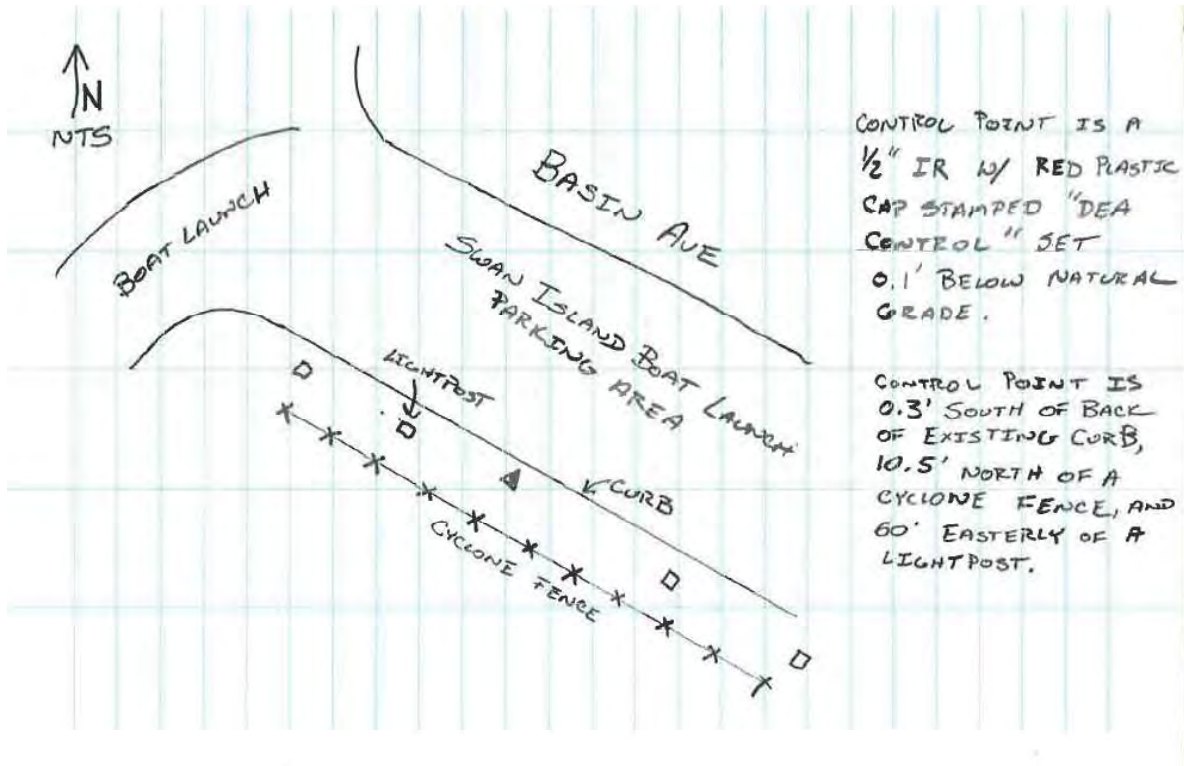 N
NTS
BASIN AVE
BOAT LAUNCH
SWAN ISLAND BOAT LAUNCH
PARKING AREA
LIGHTPOST
CURB
CYCLONE FENCE
CONTROL POINT IS A
1/2" IR W/ RED PLASTIC
CAP STAMPED "DEA
CONTROL" SET
0.1' BELOW NATURAL
GRADE.
CONTROL POINT IS
0.3' SOUTH OF BACK
OF EXISTING CURB,
10.5' NORTH OF A
CYCLONE FENCE, AND
60' EASTERLY OF A
LIGHTPOST.